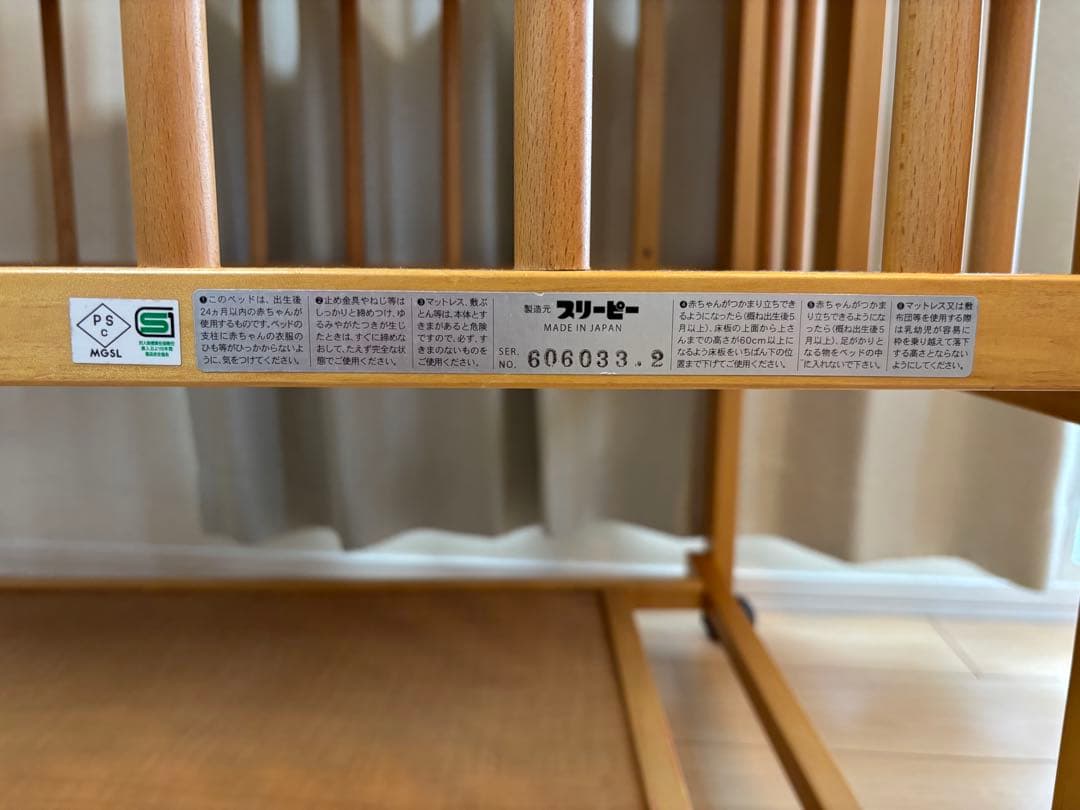 PS
C
MGSL
❶このベッドは、出生後
24ヵ月以内の赤ちゃんが
使用するものです。ベッドの
支柱に赤ちゃんの衣服の
ひも等がひっかからないよ
うに、気をつけてください。
❷止め金具やねじ等は
しっかりと締めつけ、ゆ
るみやがたつきが生じ
たときは、すぐに締めな
おして、たえず完全な状
態でご使用ください。
❸マットレス、敷ぶ
とん等は、本体とす
きまがあると危険
ですので、必ず、す
きまのないものを
ご使用ください。
製造元 スリーピー
MADE IN JAPAN
SER.
NO. 606033.2
❹赤ちゃんがつかまり立ちでき
るようになったら(概ね出生後5
月以上)、床板の上面から上さ
んまでの高さが60cm以上に
なるよう床板をいちばん下の位
置まで下げてご使用ください。
❺赤ちゃんがつかま
り立ちできるようにな
ったら(概ね出生後5
月以上)、足がかりと
なる物をベッドの中
に入れないで下さい。
❻マットレス又は敷
布団等を使用する際
は乳幼児が容易に
枠を乗り越えて落下
する高さとならない
ようにしてください。